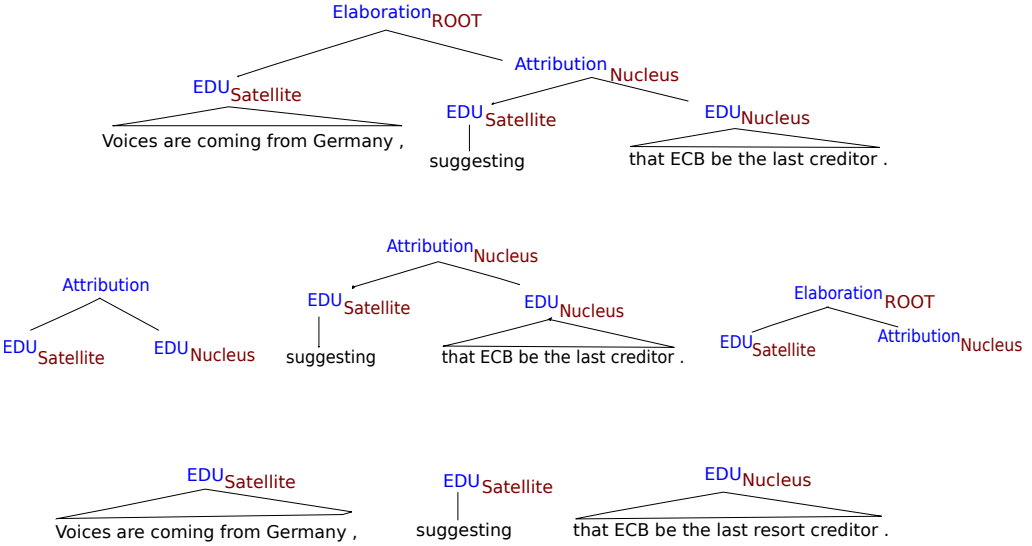 Elaboration ROOT
Attribution Nucleus
EDU Satellite
EDU Satellite
EDU Nucleus
Voices are coming from Germany ,
suggesting
that ECB be the last creditor .
Attribution Nucleus
Attribution
Elaboration ROOT
EDU Satellite
EDU Nucleus
EDU Satellite
Attribution Nucleus
EDU Satellite
EDU Nucleus
suggesting
that ECB be the last creditor .
EDU Satellite
EDU Satellite
EDU Nucleus
Voices are coming from Germany ,
suggesting
that ECB be the last resort creditor .